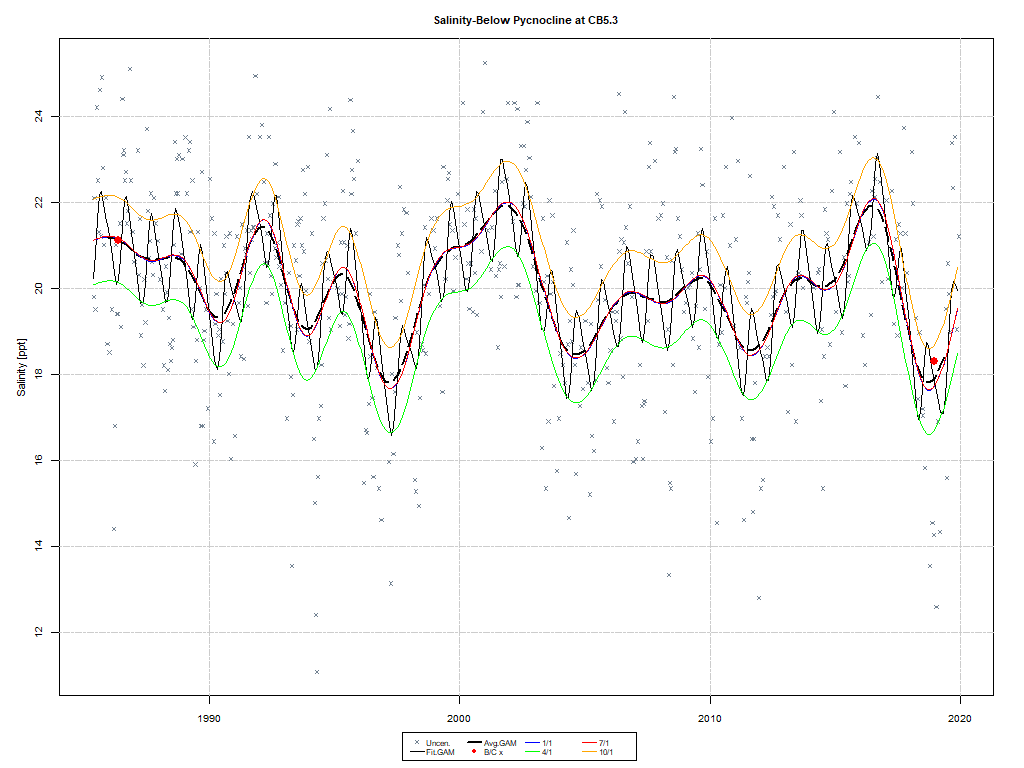 Salinity-Below Pycnocline at CB5.3
Salinity [ppt]
24
22
20
18
16
14
12
1990
2000
2010
2020
Uncen. Avg.GAM 1/1 7/1
Fit.GAM B/C x 4/1 10/1